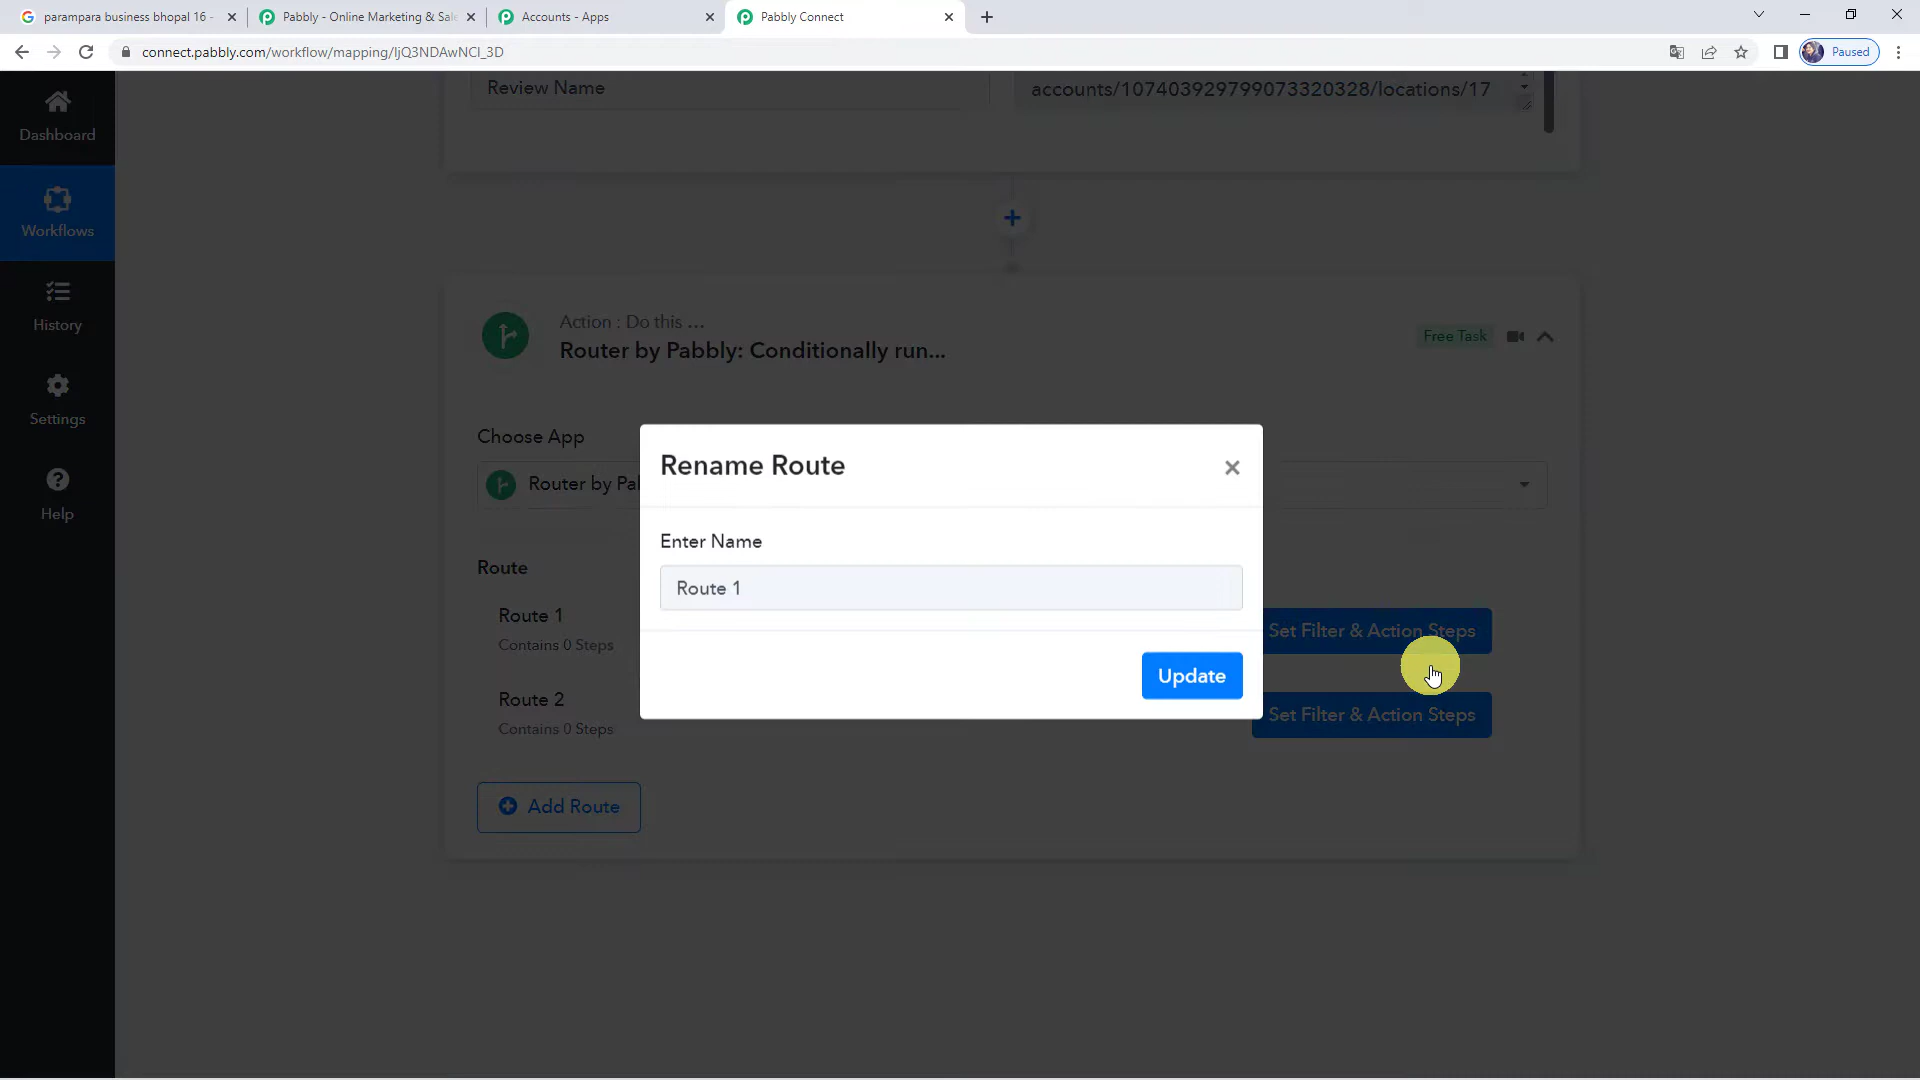 parampara business bhopal 16 -
Pabbly - Online Marketing & Sale
Accounts - Apps
Pabbly Connect
connect.pabbly.com/workflow/mapping/IjQ3NDAwNCI_3D
Paused
Dashboard
Workflows
History
Settings
Help
Review Name
accounts/107403929799073320328/locations/17
Action : Do this ...
Router by Pabbly: Conditionally run...
Free Task
Choose App
Router by Pab
Route
Route 1
Contains 0 Steps
Set Filter & Action Steps
Route 2
Contains 0 Steps
Set Filter & Action Steps
Add Route
Rename Route
Enter Name
Route 1
Update